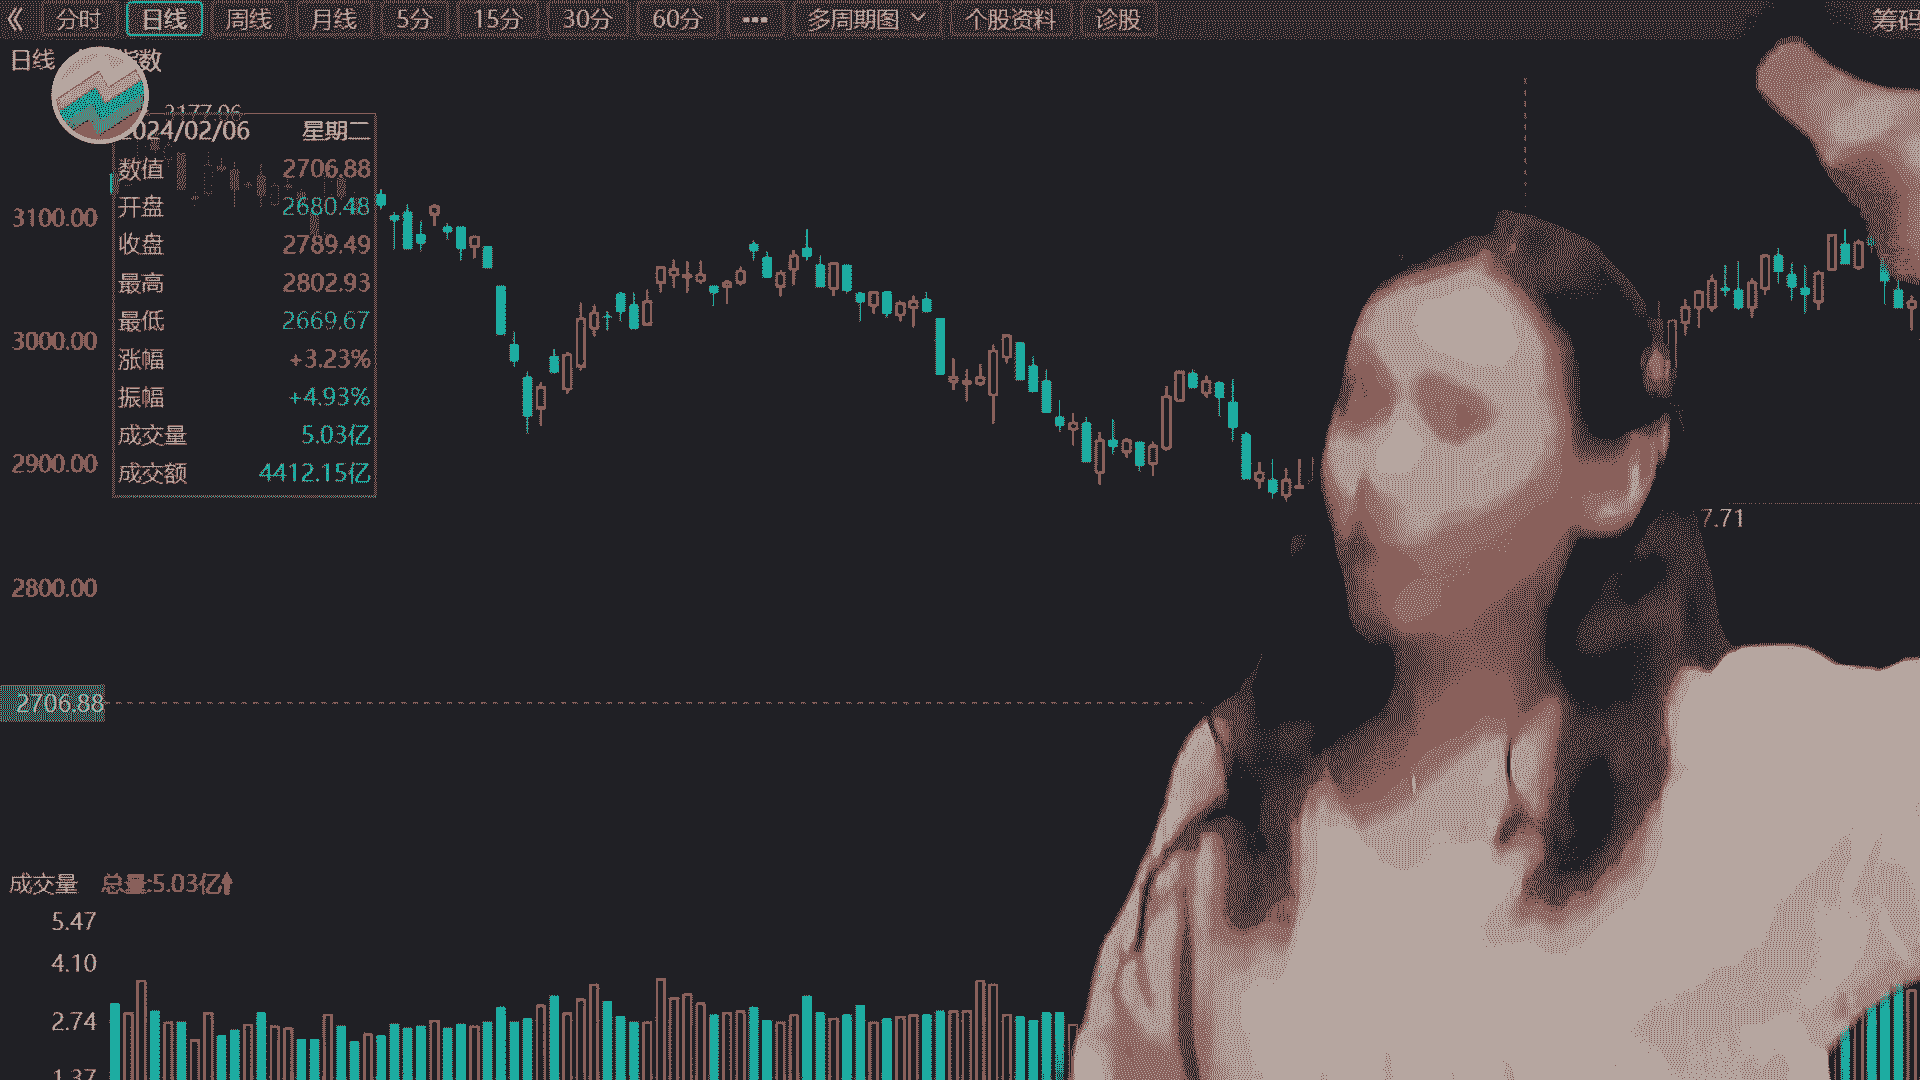 分时 日线 周线 月线 5分 15分 30分 60分 ••• 多周期图 个股资料 诊股 筹码
日线 指数
3177.06
2024/02/06 星期二
数值 2706.88
开盘 2680.48
收盘 2789.49
最高 2802.93
最低 2669.67
涨幅 +3.23%
振幅 +4.93%
成交量 5.03亿
成交额 4412.15亿
3100.00
3000.00
2900.00
7.71
2800.00
2706.88
成交量 总量:5.03亿
5.47
4.10
2.74
1.37